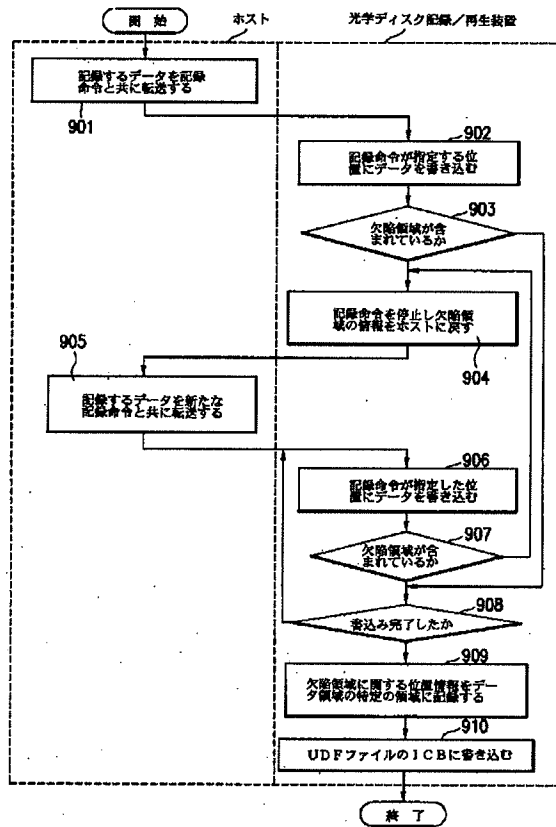 開始
ホスト
光学ディスク記録／再生装置
記録するデータを記録
命令と共に転送する
901
902
記録命令が指定する位
置にデータを書き込む
903
欠陥領域が含
まれているか
記録命令を停止し欠陥領
域の情報をホストに戻す
904
905
記録するデータを新たな
記録命令と共に転送する
906
記録命令が指定した位
置にデータを書き込む
907
欠陥領域が含
まれているか
908
書込み完了したか
909
欠陥領域に関する位置情報をデー
タ領域の特定の領域に記録する
910
UDFファイルのICBに書き込む
終了